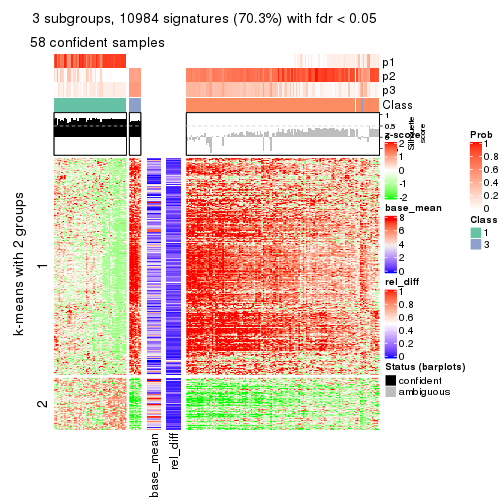 3 subgroups, 10984 signatures (70.3%) with fdr < 0.05
58 confident samples
p1
p2
p3
Class
1
0.5
0
Silhouette score
z-score
2
1
0
-1
-2
base_mean
8
6
4
2
0
rel_diff
1
0.8
0.6
0.4
0.2
0
Status (barplots)
confident
ambiguous
Prob
1
0.8
0.6
0.4
0.2
0
Class
1
3
k-means with 2 groups
1
2
base_mean
rel_diff